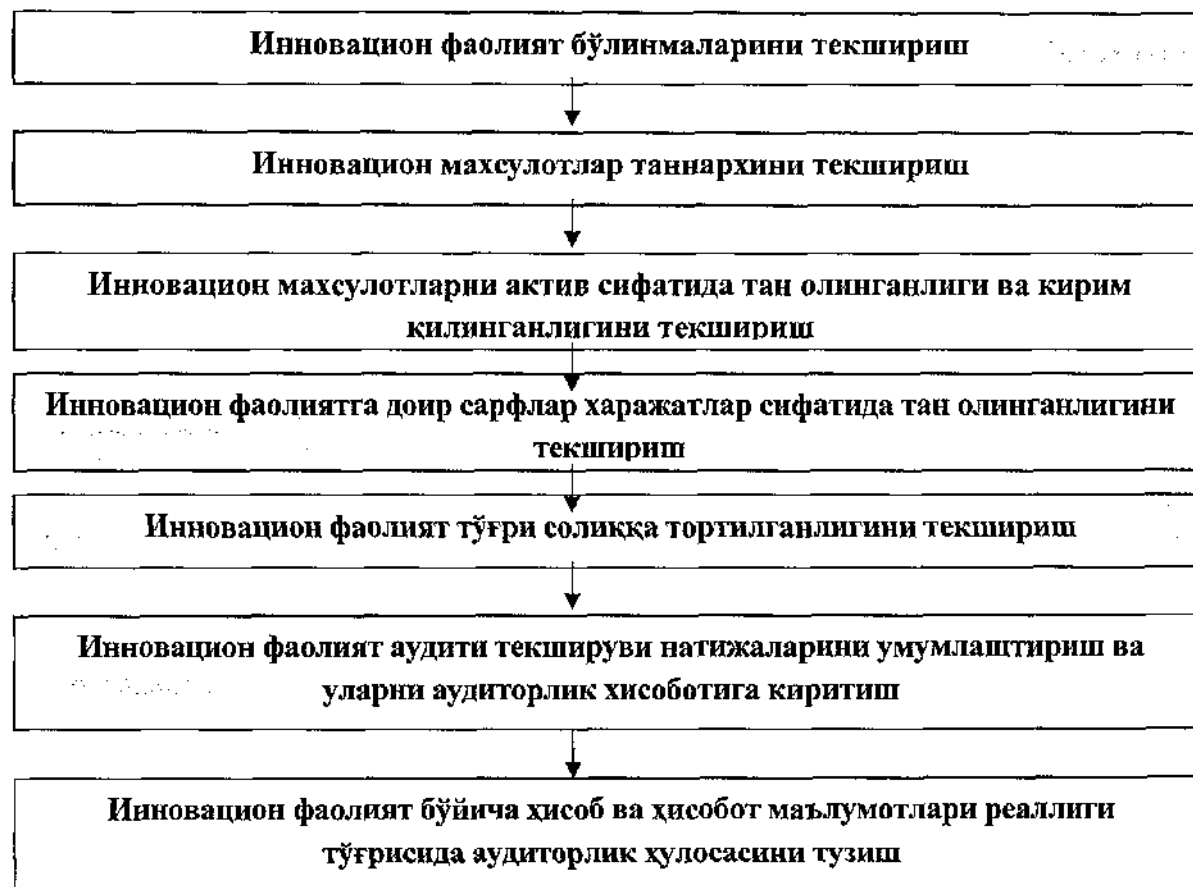 Инновацион фаолият бўлинмаларини текшириш
Инновацион махсулотлар таннархини текшириш
Инновацион махсулотларни актив сифатида тан олинганлиги ва кирим
қилинганлигини текшириш
Инновацион фаолиятга доир сарфлар харажатлар сифатида тан олинганлигини
текшириш
Инновацион фаолият тўғри солиққа тортилганлигини текшириш
Инновацион фаолият аудити текшируви натижаларини умумлаштириш ва
уларни аудиторлик хисоботига киритиш
Инновацион фаолият бўйича ҳисоб ва ҳисобот маълумотлари реаллиги
тўғрисида аудиторлик ҳулосасини тузиш